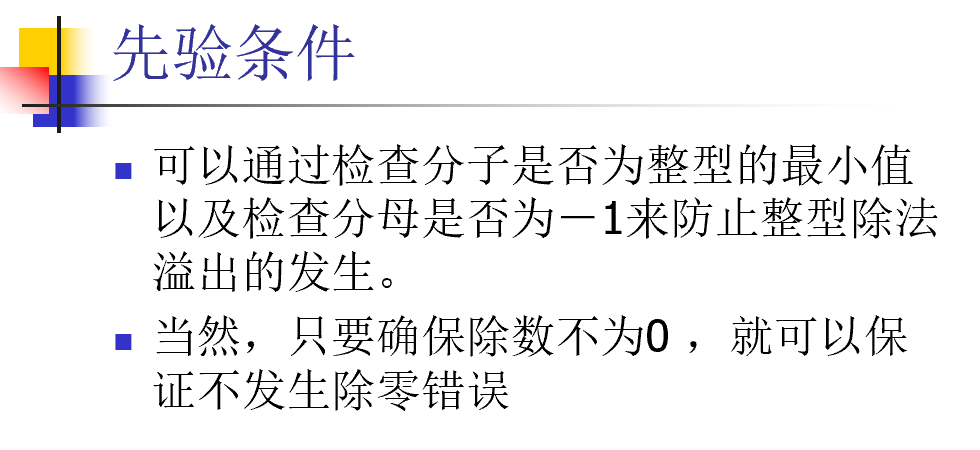 先验条件
可以通过检查分子是否为整型的最小值
以及检查分母是否为－1来防止整型除法
溢出的发生。
当然，只要确保除数不为0 ，就可以保
证不发生除零错误